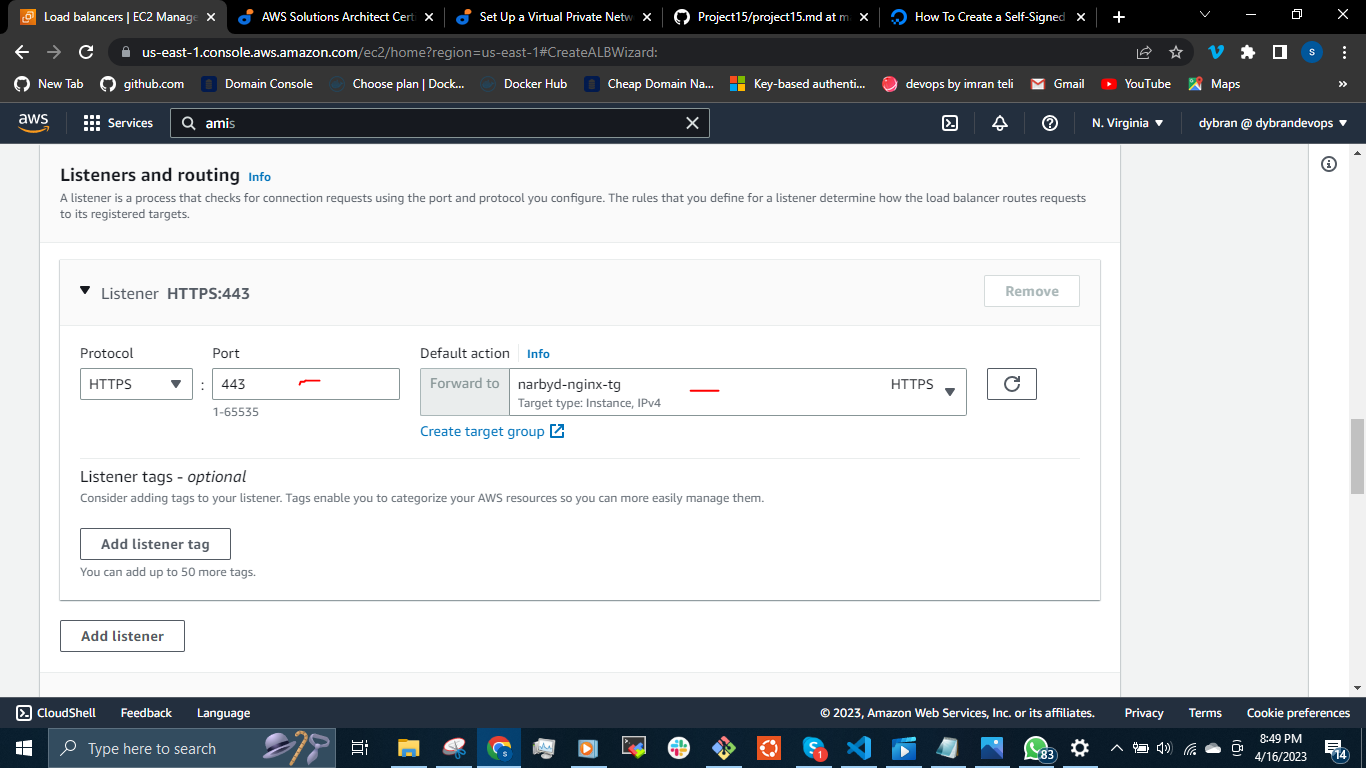 Load balancers | EC2 Manage
AWS Solutions Architect Cert
Set Up a Virtual Private Netw
Project15/project15.md at m
How To Create a Self-Signed
us-east-1.console.aws.amazon.com/ec2/home?region=us-east-1#CreateALBWizard:
S
New Tab
github.com
Domain Console
Choose plan | Dock...
Docker Hub
Cheap Domain Na...
Key-based authenti...
devops by imran teli
Gmail
YouTube
Maps
»
aws
Services
amis
N. Virginia
dybran @ dybrandevops
Listeners and routing Info
A listener is a process that checks for connection requests using the port and protocol you configure. The rules that you define for a listener determine how the load balancer routes requests
to its registered targets.
Listener HTTPS:443
Remove
Protocol
Port
Default action
Info
HTTPS
:
443
Forward to
narbyd-nginx-tg
HTTPS
Target type: Instance, IPv4
1-65535
Create target group
Listener tags - optional
Consider adding tags to your listener. Tags enable you to categorize your AWS resources so you can more easily manage them.
Add listener tag
You can add up to 50 more tags.
Add listener
CloudShell
Feedback
Language
© 2023, Amazon Web Services, Inc. or its affiliates.
Privacy
Terms
Cookie preferences
Type here to search
1
83
8:49 PM
4/16/2023
14